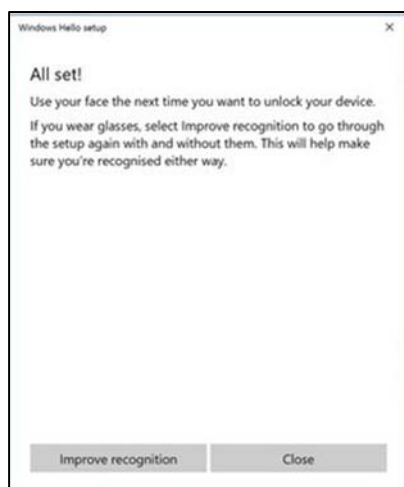 Windows Hello setup
All set!
Use your face the next time you want to unlock your device.
If you wear glasses, select Improve recognition to go through
the setup again with and without them. This will help make
sure you're recognised either way.
Improve recognition
Close